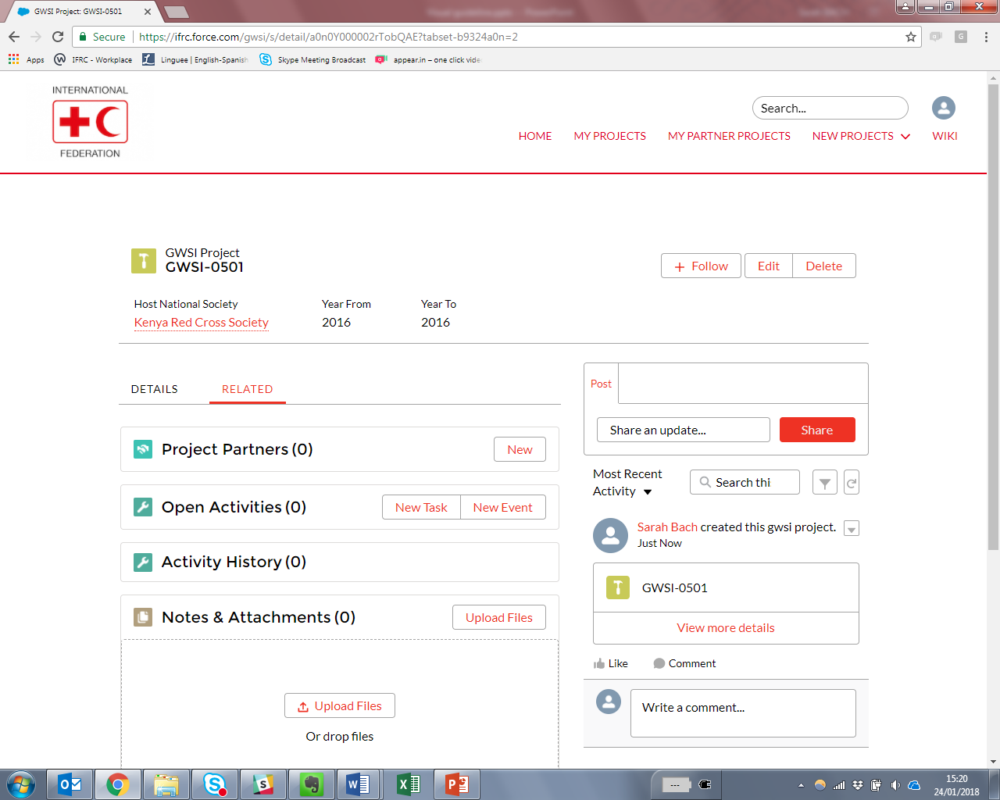 GWSI Project: GWSI-0501
Secure
https://ifrc.force.com/gwsi/s/detail/a0n0Y000002rTobQAE?tabset-b9324a0n=2
Apps
IFRC - Workplace
Linguee | English-Spanish
Skype Meeting Broadcast
appear.in – one click vide
INTERNATIONAL
FEDERATION
Search...
HOME
MY PROJECTS
MY PARTNER PROJECTS
NEW PROJECTS
WIKI
GWSI Project
GWSI-0501
+ Follow
Edit
Delete
Host National Society
Year From
Year To
Kenya Red Cross Society
2016
2016
DETAILS
RELATED
Project Partners (0)
New
Open Activities (0)
New Task
New Event
Activity History (0)
Notes & Attachments (0)
Upload Files
Upload Files
Or drop files
Post
Share an update...
Share
Most Recent
Activity
Search thi
Sarah Bach created this gwsi project.
Just Now
GWSI-0501
View more details
Like
Comment
Write a comment...
15:20
24/01/2018